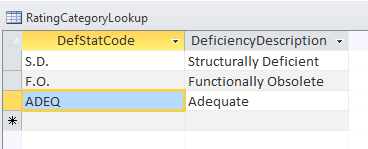 RatingCategoryLookup
DefStatCode DeficiencyDescription
S.D. Structurally Deficient
F.O. Functionally Obsolete
ADEQ Adequate